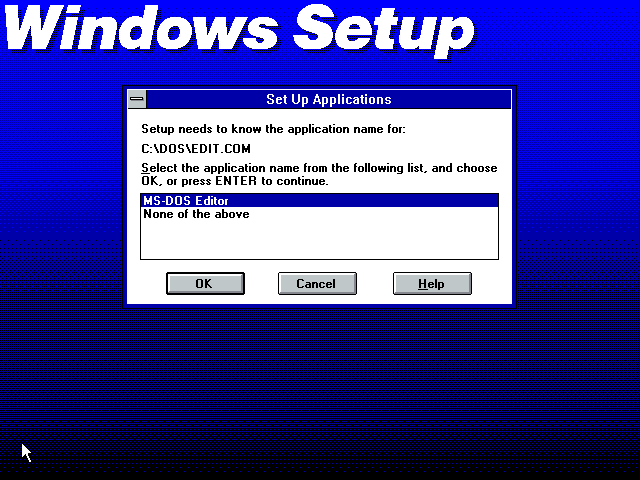 Windows Setup
Set Up Applications
Setup needs to know the application name for:
C:\DOS\EDIT.COM
Select the application name from the following list, and choose
OK, or press ENTER to continue.
MS-DOS Editor
None of the above
OK
Cancel
Help